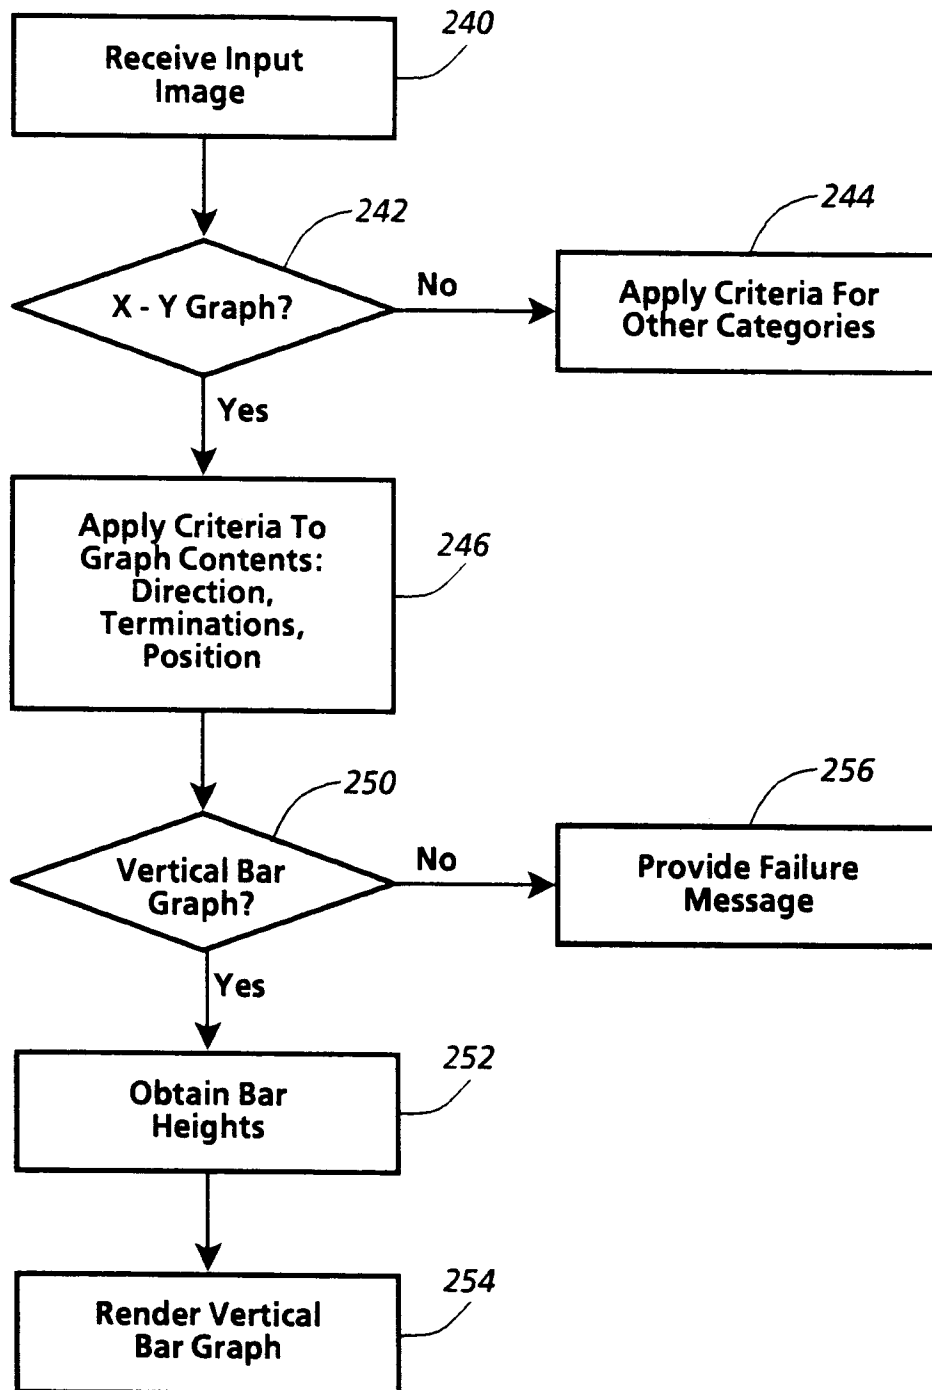 240
Receive Input
Image
242
X - Y Graph?
No
244
Apply Criteria For
Other Categories
Yes
246
Apply Criteria To
Graph Contents:
Direction,
Terminations,
Position
250
Vertical Bar
Graph?
No
256
Provide Failure
Message
Yes
252
Obtain Bar
Heights
254
Render Vertical
Bar Graph